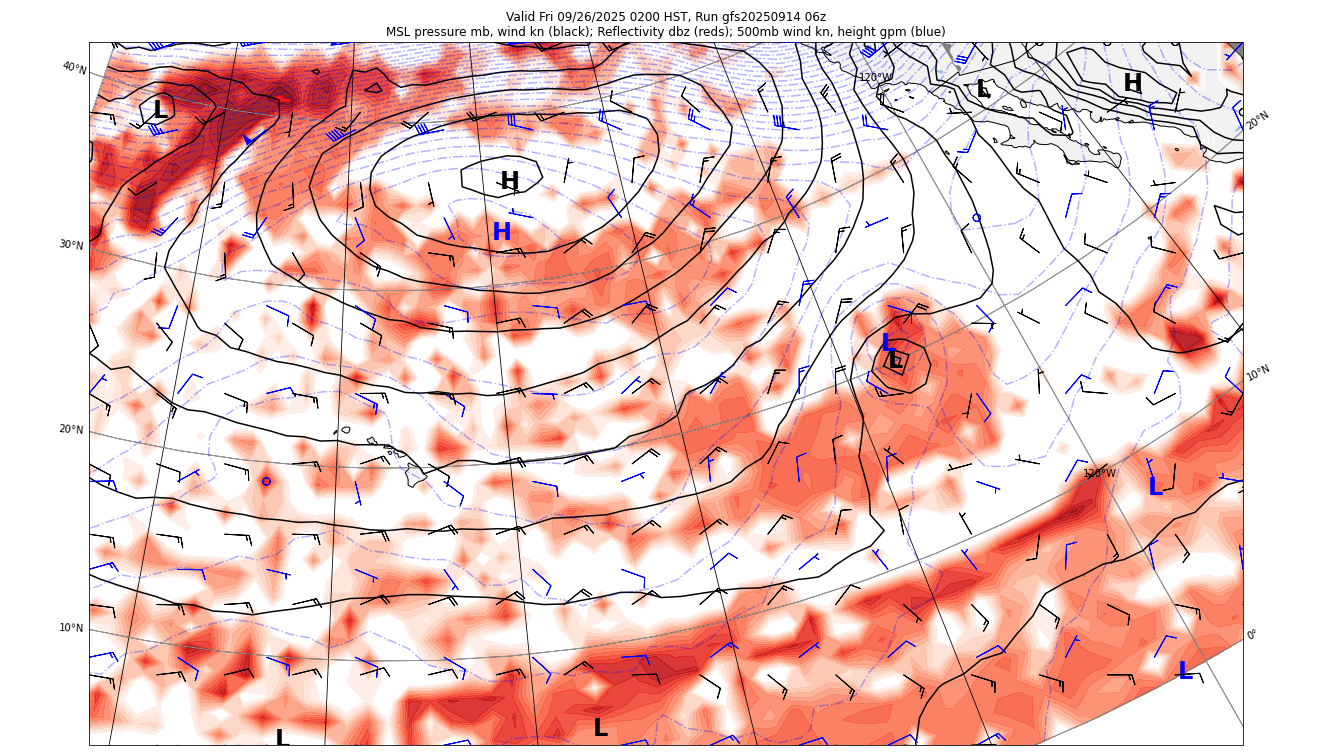 Valid Fri 09/26/2025 0200 HST, Run gfs20250914 06z
MSL pressure mb, wind kn (black); Reflectivity dbz (reds); 500mb wind kn, height gpm (blue)
40°N
120°W
L
H
L
20°N
H
30°N
H
L
L
10°N
20°N
120°W
L
10°N
0°
L
L
L